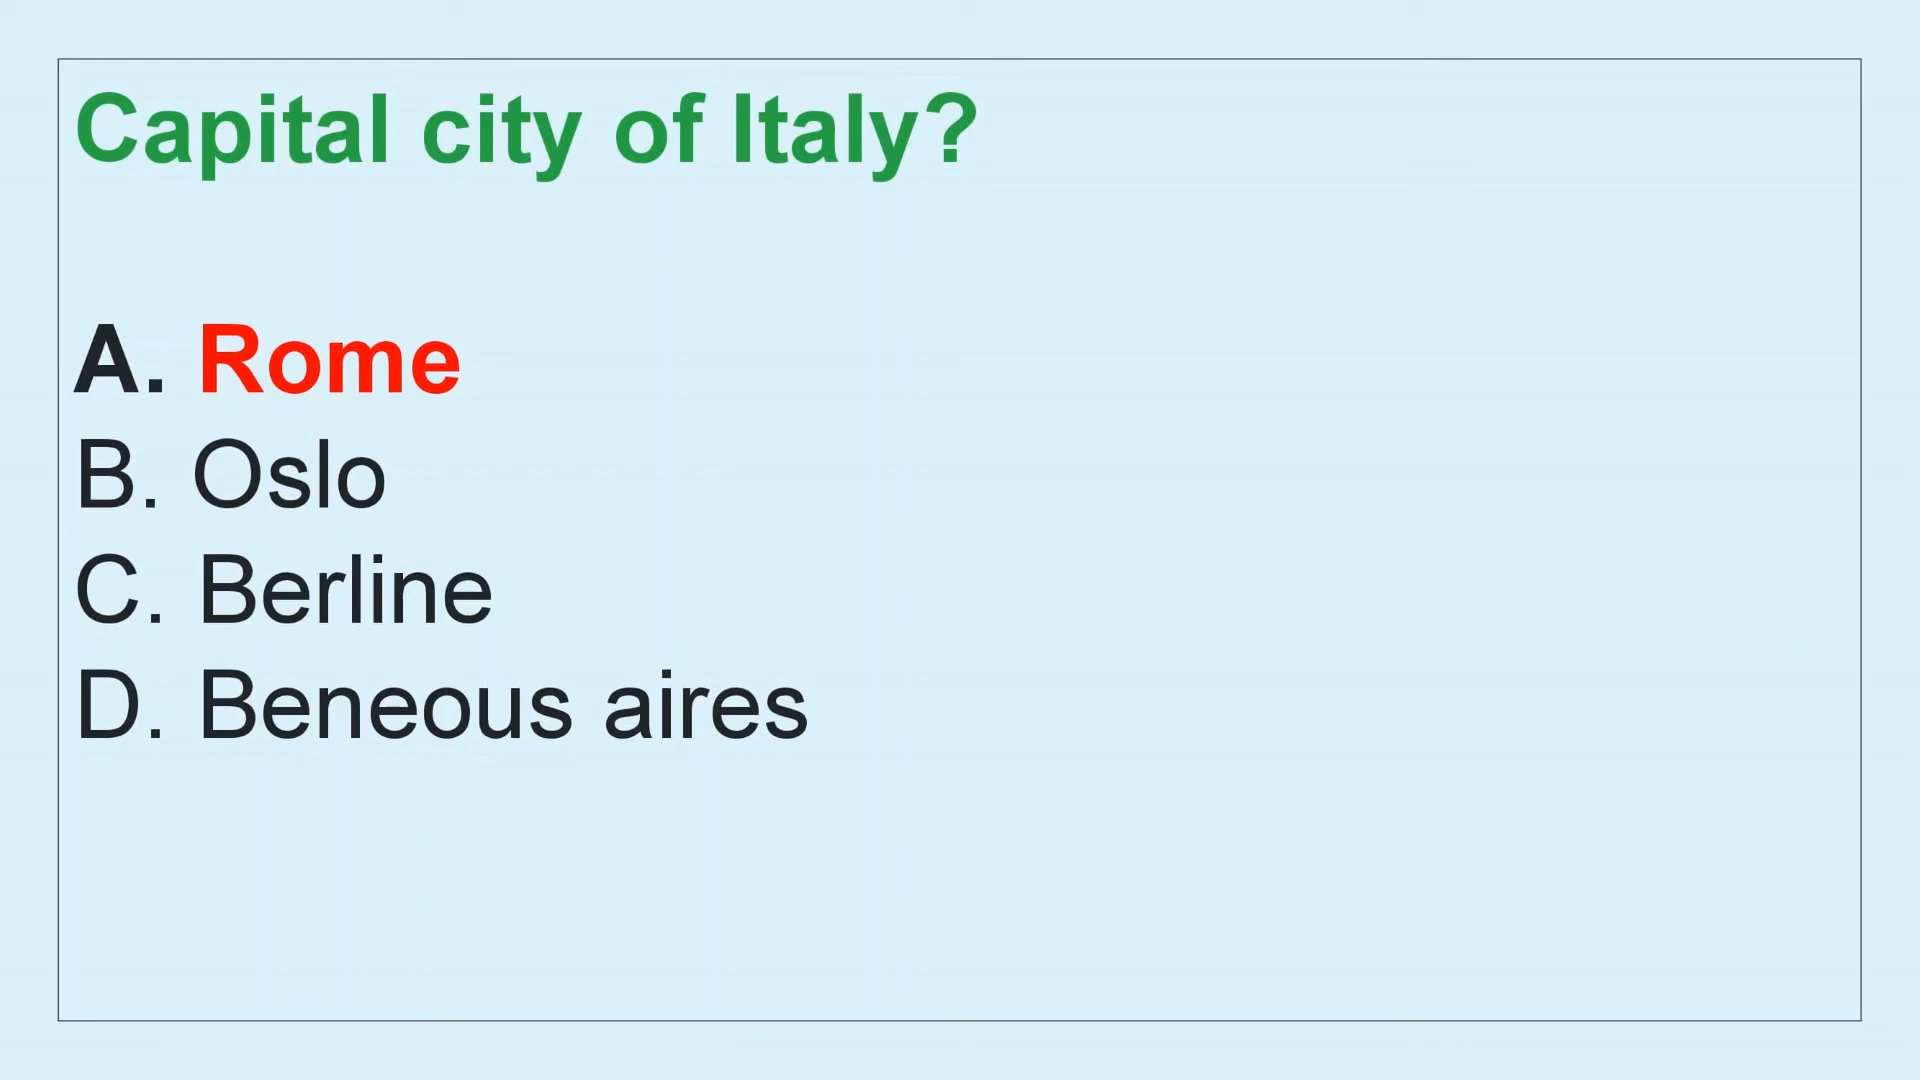 Capital city of Italy?
A. Rome
B. Oslo
C. Berline
D. Beneous aires